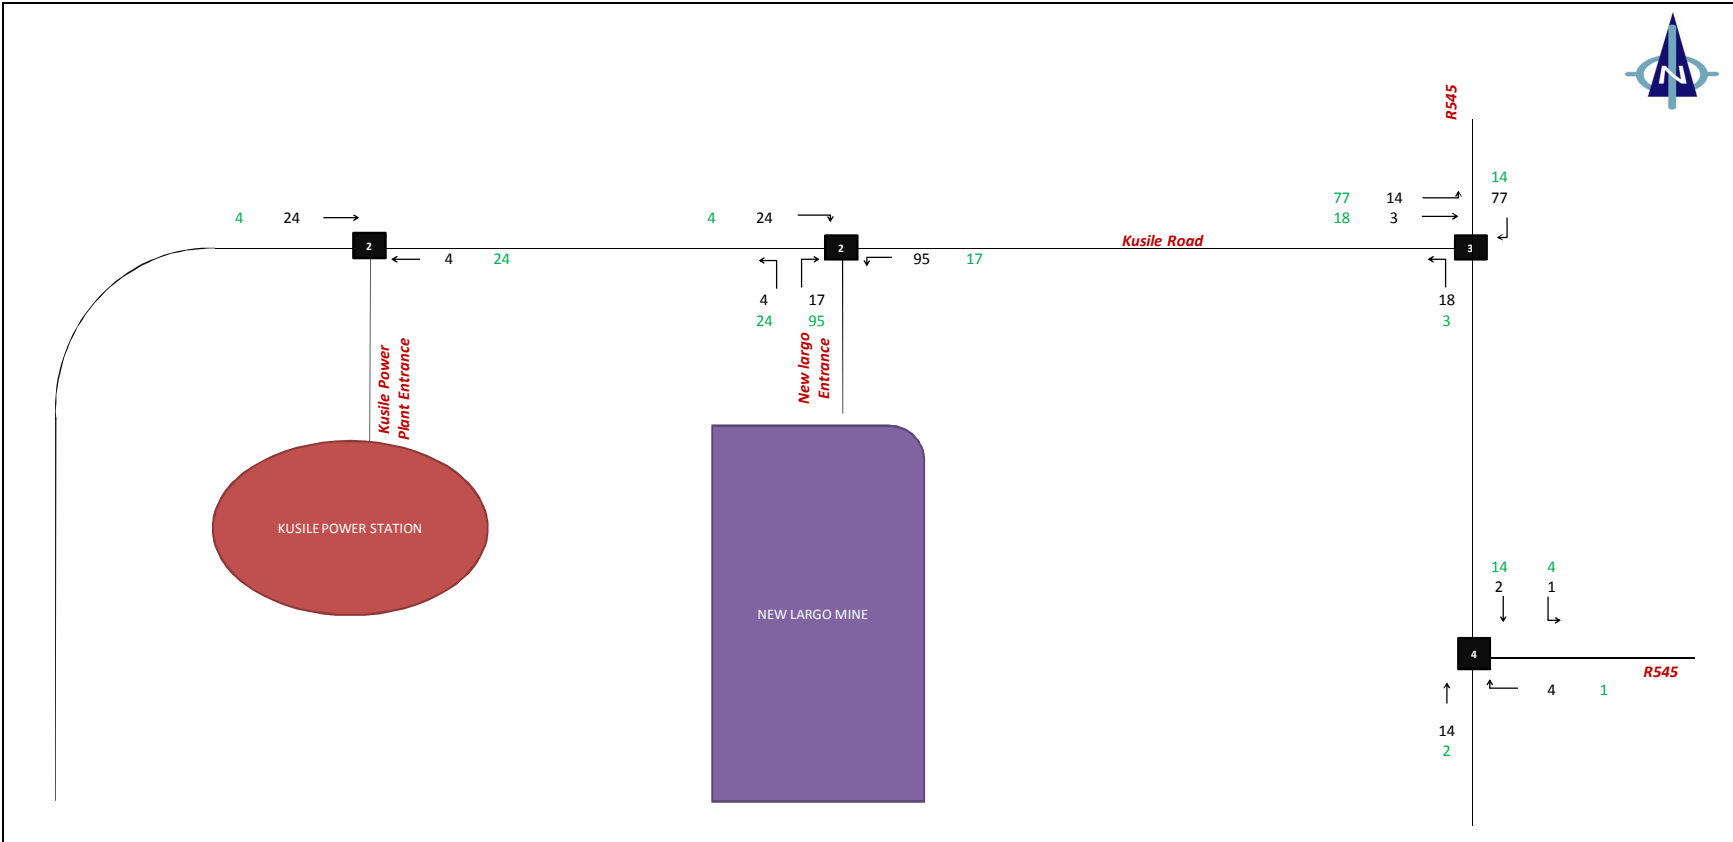 N
R545
14
77 14 77
18 3
4 24
4 24
2
2
3
Kusile Road
4 24
95 17
4 17
24 95
18
3
Kusile Power
Plant Entrance
New largo
Entrance
KUSILE POWER STATION
NEW LARGO MINE
14 4
2 1
4
R545
4 1
14
2